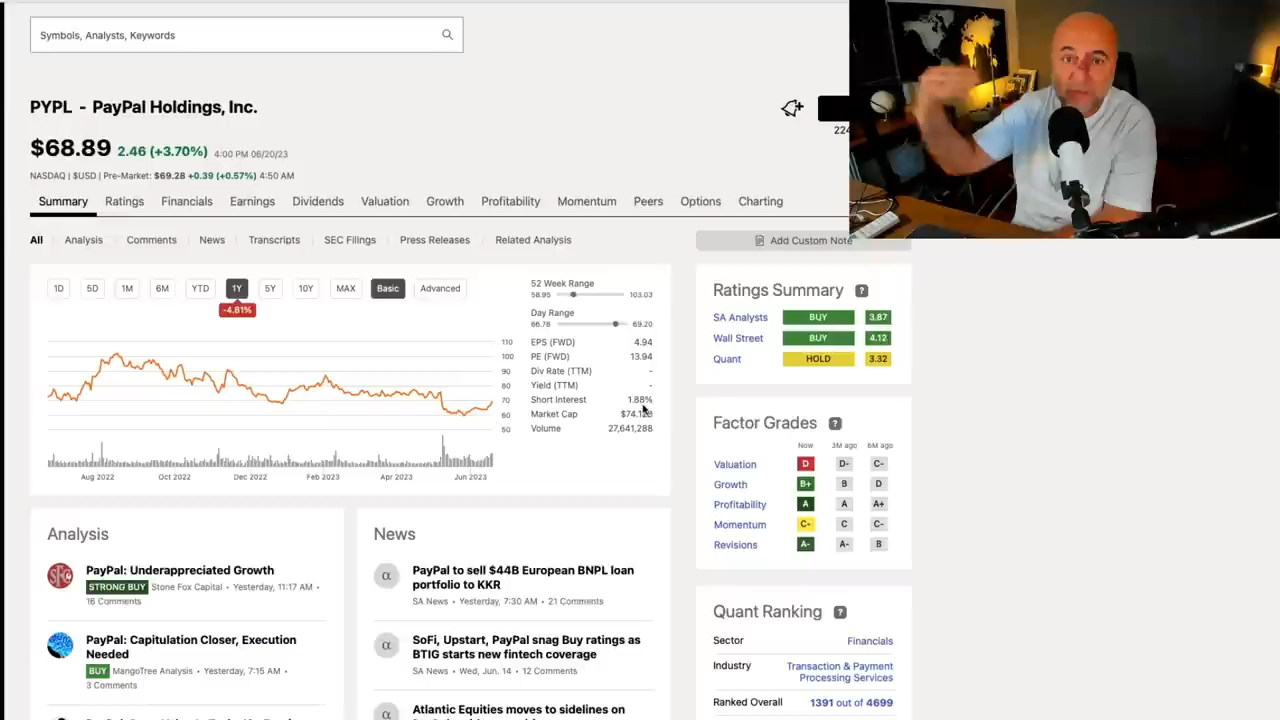 Symbols, Analysts, Keywords
PYPL - PayPal Holdings, Inc.
$68.89 2.46 (+3.70%) 4:00 PM 06/20/23
224
NASDAQ | $USD | Pre-Market: $69.28 +0.39 (+0.57%) 4:50 AM
Summary Ratings Financials Earnings Dividends Valuation Growth Profitability Momentum Peers Options Charting
All Analysis Comments News Transcripts SEC Filings Press Releases Related Analysis
Add Custom Note
1D 5D 1M 6M YTD 1Y 5Y 10Y MAX Basic Advanced
-4.61%
110
100
90
80
70
60
50
Aug 2022 Oct 2022 Dec 2022 Feb 2023 Apr 2023 Jun 2023
52 Week Range
58.95 103.03
Day Range
66.78 69.20
EPS (FWD) 4.94
PE (FWD) 13.94
Div Rate (TTM) -
Yield (TTM) -
Short Interest 1.88%
Market Cap
Volume 27,641,288
Ratings Summary ?
SA Analysts BUY 3.87
Wall Street BUY 4.12
Quant HOLD 3.32
Factor Grades ?
Now 3M ago 6M ago
Valuation D D- C-
Growth B+ B D
Profitability A A A+
Momentum C- C C-
Revisions A- A- B
Quant Ranking ?
Sector Financials
Industry Transaction & Payment
Processing Services
Ranked Overall 1391 out of 4699
Analysis
PayPal: Underappreciated Growth
STRONG BUY Stone Fox Capital • Yesterday, 11:17 AM •
16 Comments
PayPal: Capitulation Closer, Execution
Needed
BUY MangoTree Analysis • Yesterday, 7:15 AM •
3 Comments
News
PayPal to sell $44B European BNPL loan
portfolio to KKR
SA News • Yesterday, 7:30 AM • 21 Comments
SoFi, Upstart, PayPal snag Buy ratings as
BTIG starts new fintech coverage
SA News • Wed, Jun. 14 • 12 Comments
Atlantic Equities moves to sidelines on